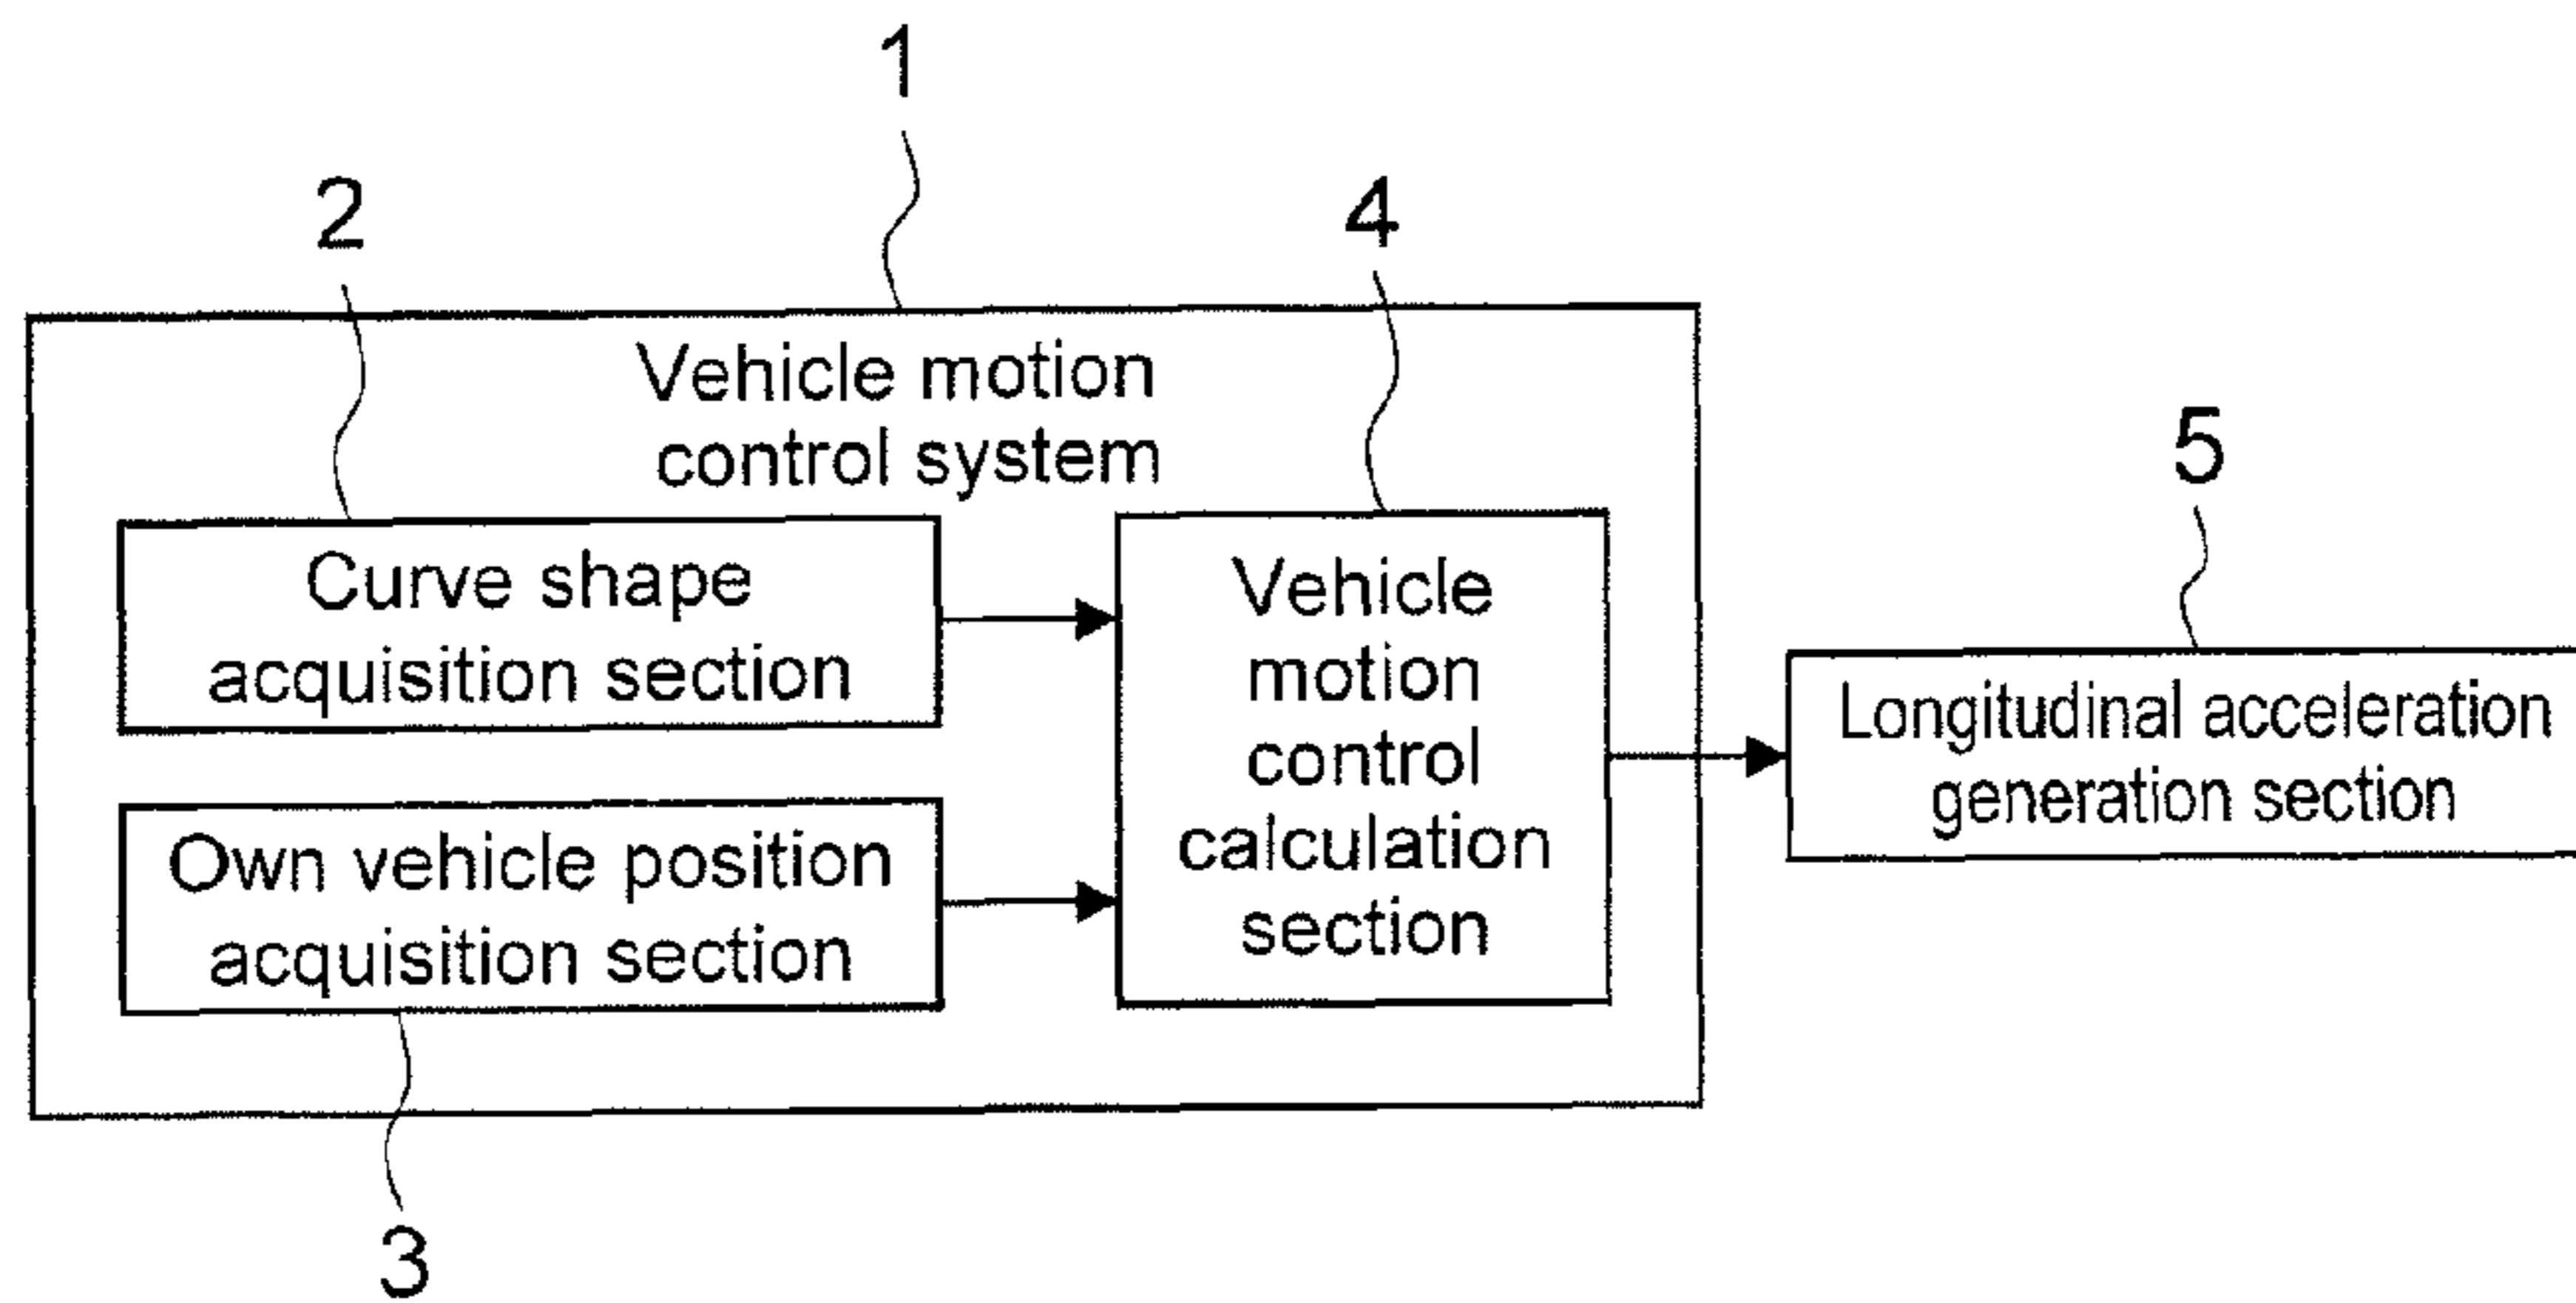 1
2
4
Vehicle motion
control system
5
Curve shape
acquisition section
Vehicle
motion
control
calculation
section
Longitudinal acceleration
generation section
Own vehicle position
acquisition section
3